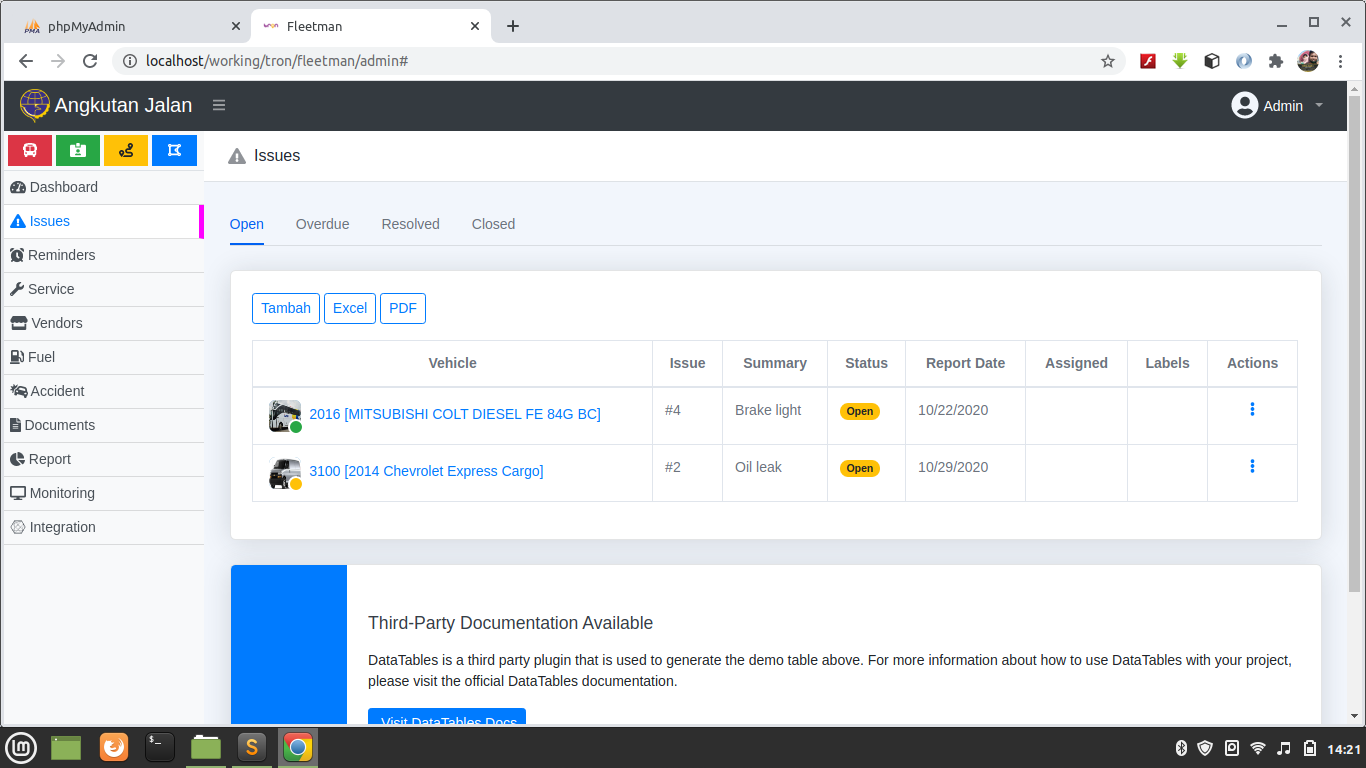 phpMyAdmin
Fleetman
localhost/working/tron/fleetman/admin#
Angkutan Jalan
Admin
Issues
Dashboard
Issues
Reminders
Service
Vendors
Fuel
Accident
Documents
Report
Monitoring
Integration
Open Overdue Resolved Closed
Tambah Excel PDF
Vehicle Issue Summary Status Report Date Assigned Labels Actions
2016 [MITSUBISHI COLT DIESEL FE 84G BC] #4 Brake light Open 10/22/2020
3100 [2014 Chevrolet Express Cargo] #2 Oil leak Open 10/29/2020
Third-Party Documentation Available
DataTables is a third party plugin that is used to generate the demo table above. For more information about how to use DataTables with your project,
please visit the official DataTables documentation.
Visit DataTables Docs
14:21